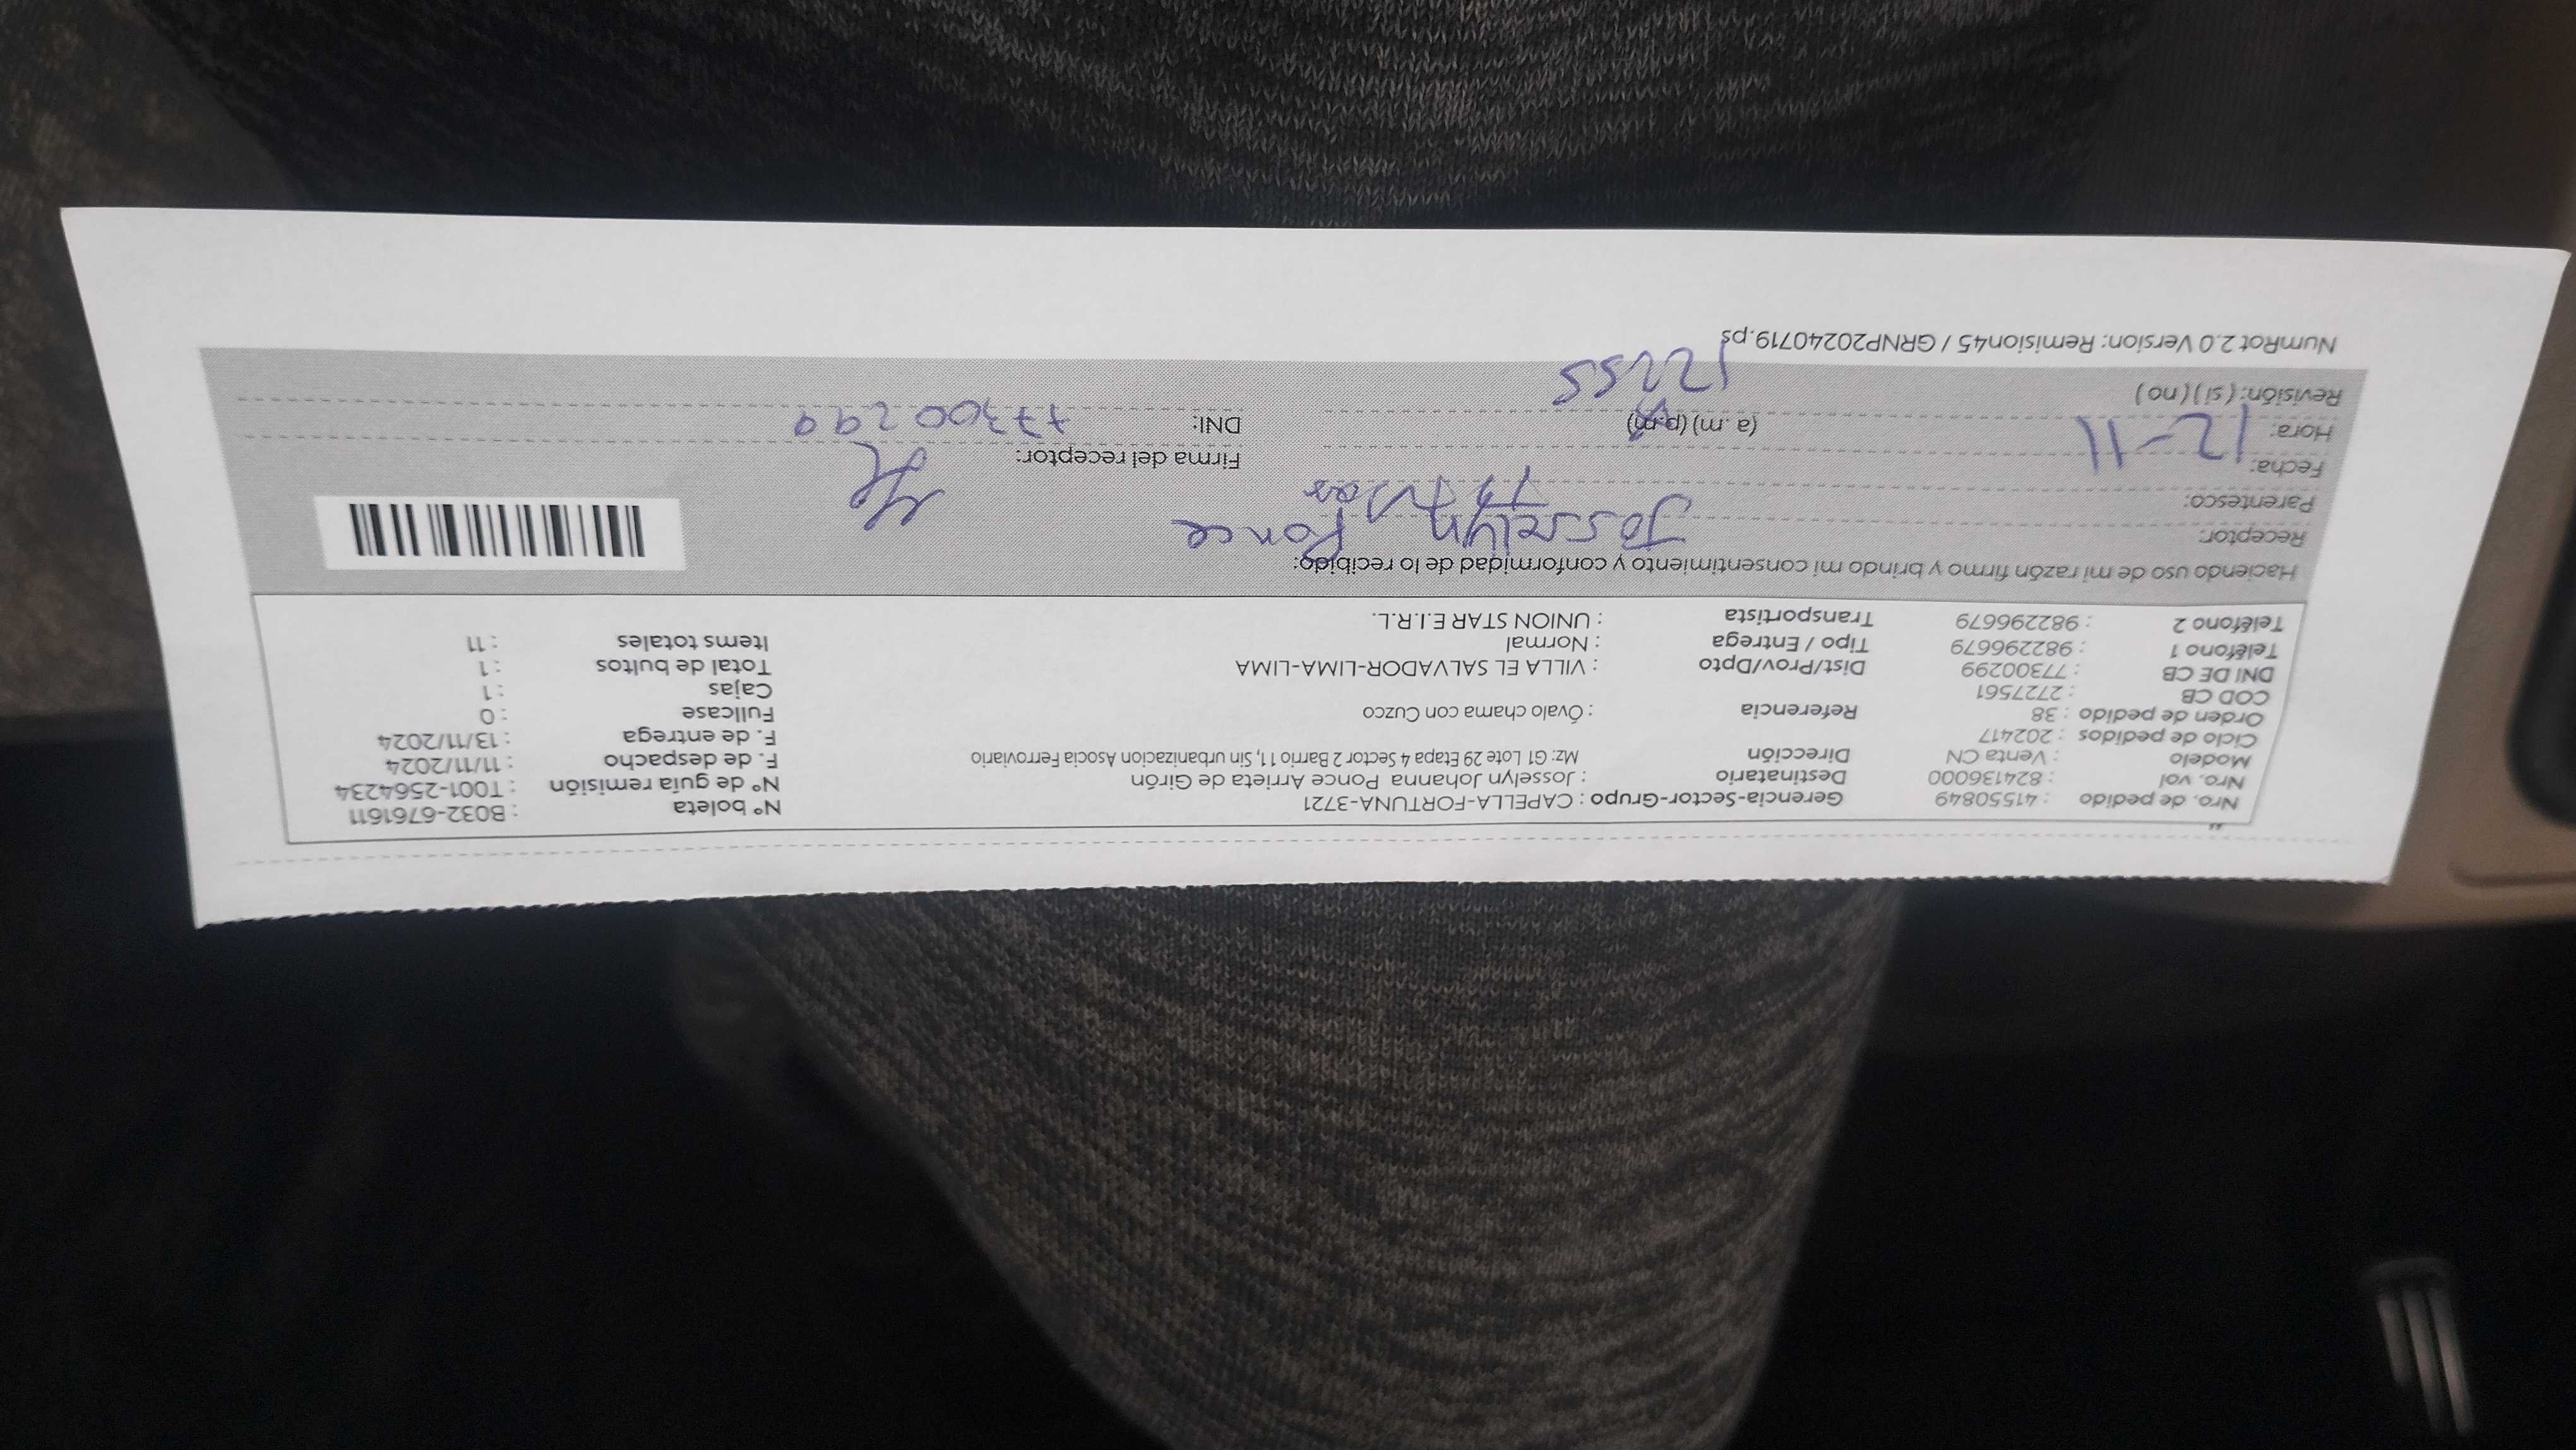 Nro. de pedido : 41550849 Gerencia-Sector-Grupo : CAPELLA-FORTUNA-3721 N° boleta : B032-6761611
Nro. vol : 824136000 Destinatario : Josselyn Johanna Ponce Arrieta de Girón N° de guía remisión : T001-2564234
Modelo : Venta CN Dirección Mz: G1 Lote 29 Etapa 4 Sector 2 Barrio 11, Sin urbanizacion Asocia Ferroviario F. de despacho : 11/11/2024
Ciclo de pedidos : 202417 F. de entrega : 13/11/2024
Orden de pedido : 38 Referencia : Óvalo chama con Cuzco Fullcase : 0
COD CB : 2727561 Cajas : 1
DNI DE CB : 77300299 Dist/Prov/Dpto : VILLA EL SALVADOR-LIMA-LIMA Total de bultos : 1
Teléfono 1 : 982296679 Tipo / Entrega : Normal Items totales : 11
Teléfono 2 : 982296679 Transportista : UNION STAR E.I.R.L.
Haciendo uso de mi razón firmo y brindo mi consentimiento y conformidad de lo recibido:
Receptor: Josselyn Ponce
Parentesco:
Fecha: 12-11 Firma del receptor:
Hora: (a.m) (p.m) DNI: 77300299
Revisión: (si) (no) 12:55
NumRot 2.0 Version: Remision45 / GRNP20240719.ps